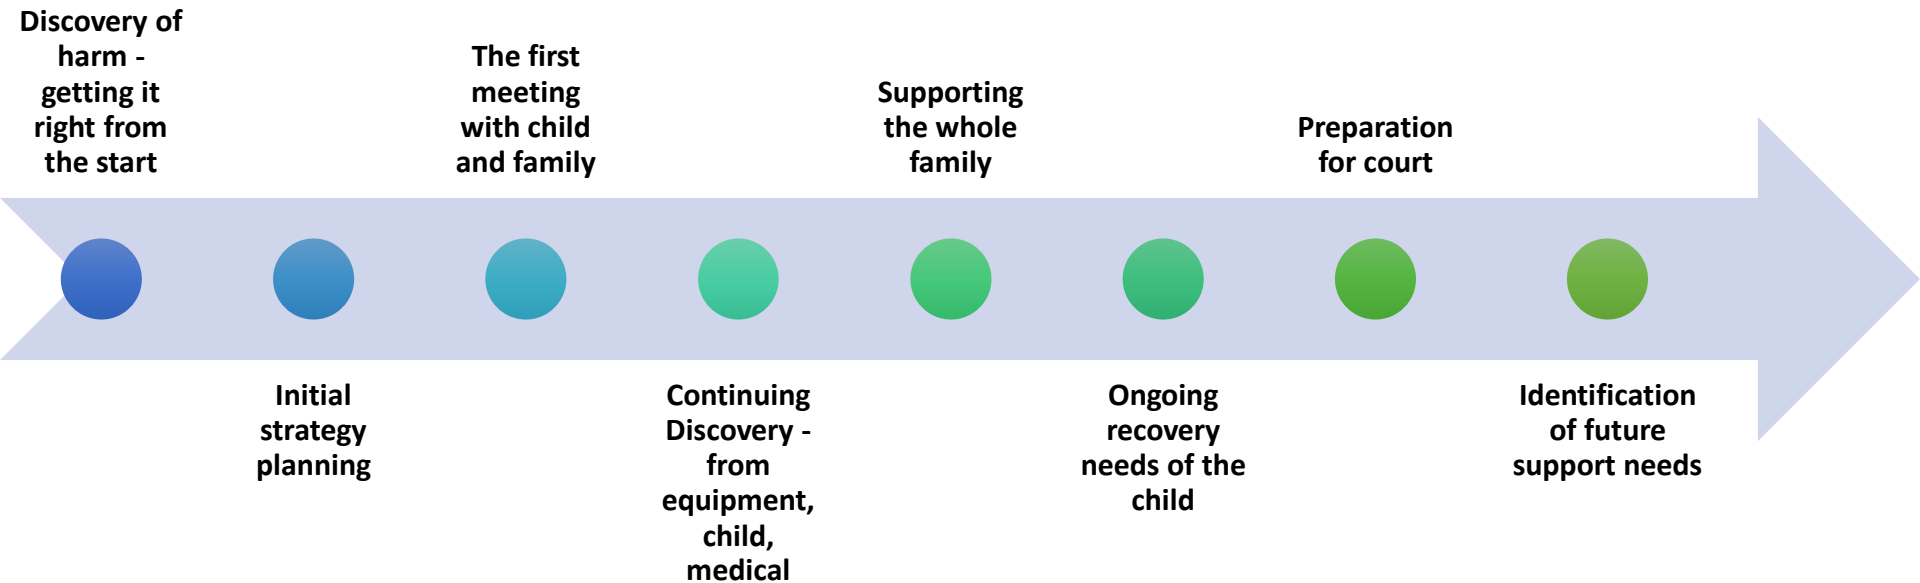 Discovery of
harm -
getting it
right from
the start
Initial
strategy
planning
The first
meeting
with child
and family
Continuing
Discovery -
from
equipment,
child,
medical
Supporting
the whole
family
Ongoing
recovery
needs of the
child
Preparation
for court
Identification
of future
support needs